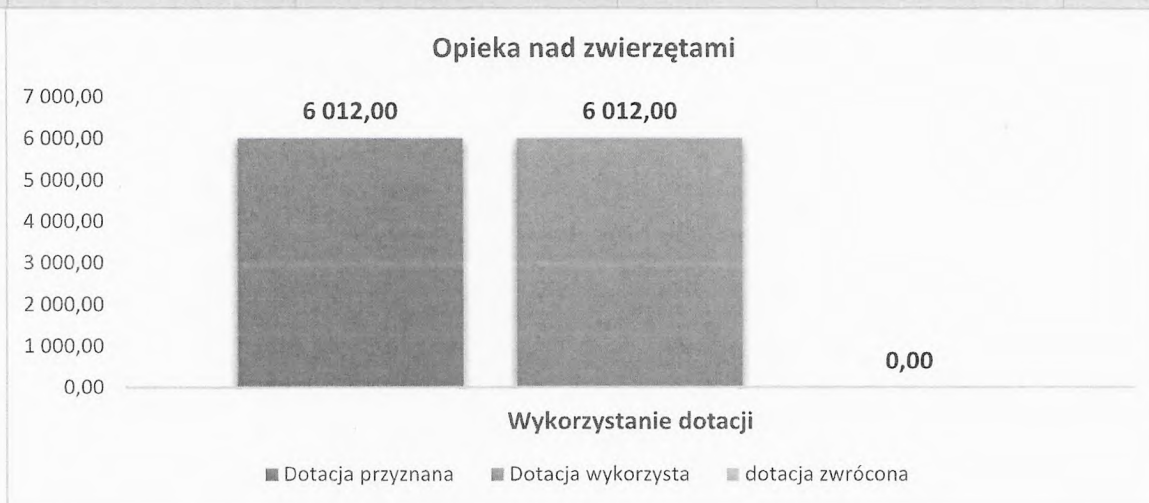 Opieka nad zwierzętami
7 000,00
6 000,00
5 000,00
4 000,00
3 000,00
2 000,00
1 000,00
0,00
6 012,00
6 012,00
0,00
Wykorzystanie dotacji
Dotacja przyznana
Dotacja wykorzysta
dotacja zwrócona